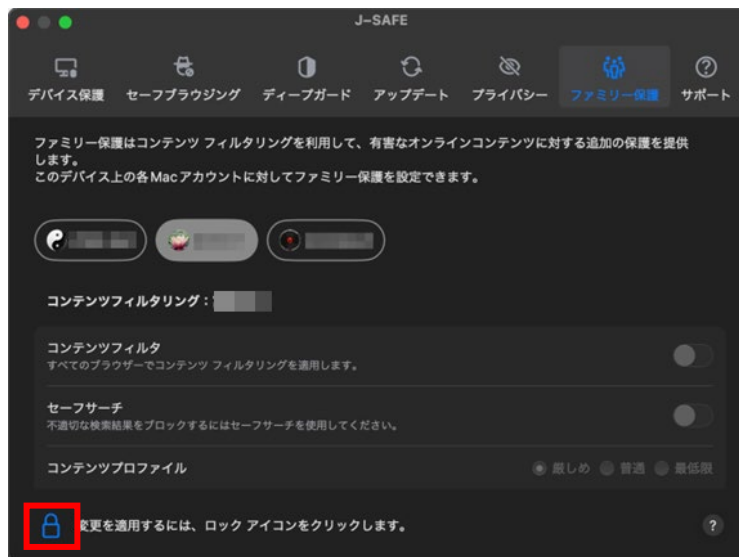 J-SAFE
デバイス保護 セーフブラウジング ディープガード アップデート プライバシー ファミリー保護 サポート
ファミリー保護はコンテンツ フィルタリングを利用して、有害なオンラインコンテンツに対する追加の保護を提供
します。
このデバイス上の各Macアカウントに対してファミリー保護を設定できます。
コンテンツフィルタリング：
コンテンツフィルタ
すべてのブラウザーでコンテンツ フィルタリングを適用します。
セーフサーチ
不適切な検索結果をブロックするにはセーフサーチを使用してください。
コンテンツプロファイル 厳しめ 普通 最低限
変更を適用するには、ロック アイコンをクリックします。 ?